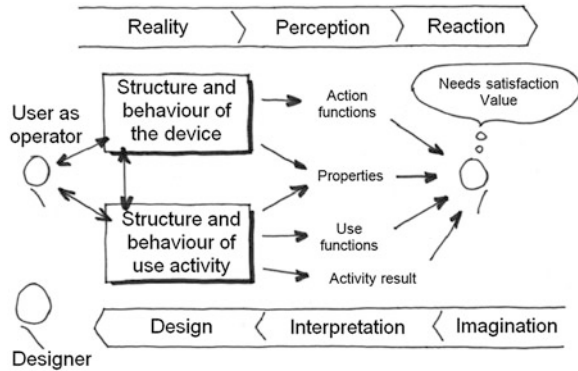 Reality
Perception
Reaction
Needs satisfaction
Value
User as
operator
Structure and
behaviour of
the device
Action
functions
Properties
Structure and
behaviour of
use activity
Use
functions
Activity result
Designer
Design
Interpretation
Imagination